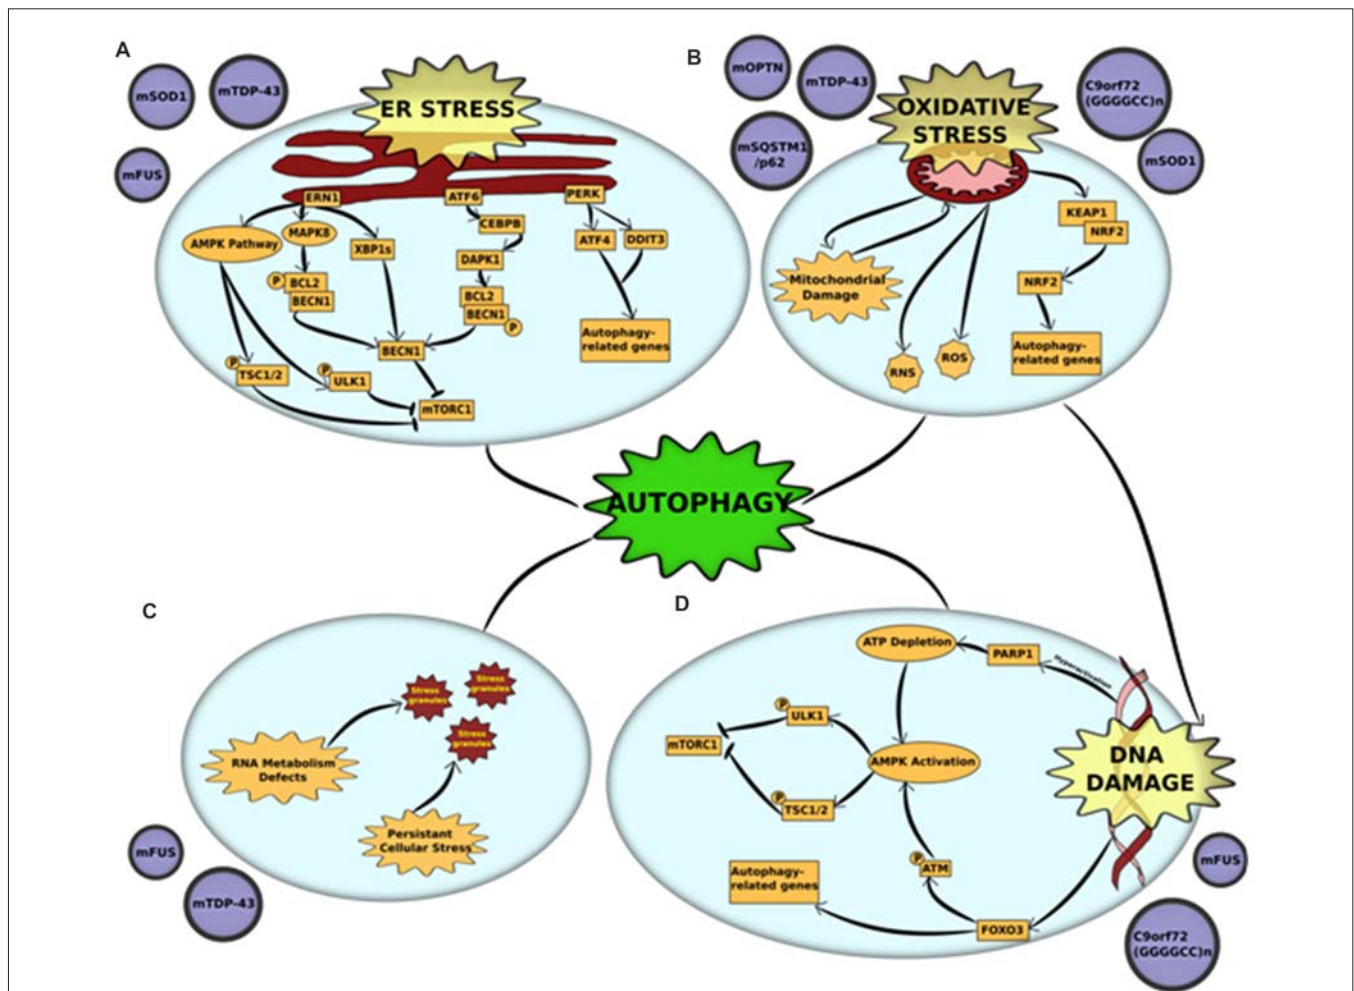 A
mSOD1
mTDP-43
mFUS
ER STRESS
ERN1
ATF6
PERK
AMPK Pathway
MAPK8
XBP1s
CEBPB
ATF4
DDIT3
DAPK1
P
BCL2
BECN1
BCL2
BECN1
P
BECN1
Autophagy-
related genes
P
TSC1/2
P
ULK1
mTORC1
B
mOPTN
mTDP-43
mSQSTM1
/p62
OXIDATIVE
STRESS
C9orf72
(GGGGCC)n
mSOD1
KEAP1
NRF2
NRF2
Mitochondrial
Damage
RNS
ROS
Autophagy-
related genes
AUTOPHAGY
C
Stress
granules
Stress
granules
Stress
granules
RNA Metabolism
Defects
Persistant
Cellular Stress
mFUS
mTDP-43
D
ATP Depletion
PARP1
Hyperactivation
P
ULK1
mTORC1
AMPK Activation
P
TSC1/2
DNA
DAMAGE
P
ATM
Autophagy-
related genes
FOXO3
mFUS
C9orf72
(GGGGCC)n